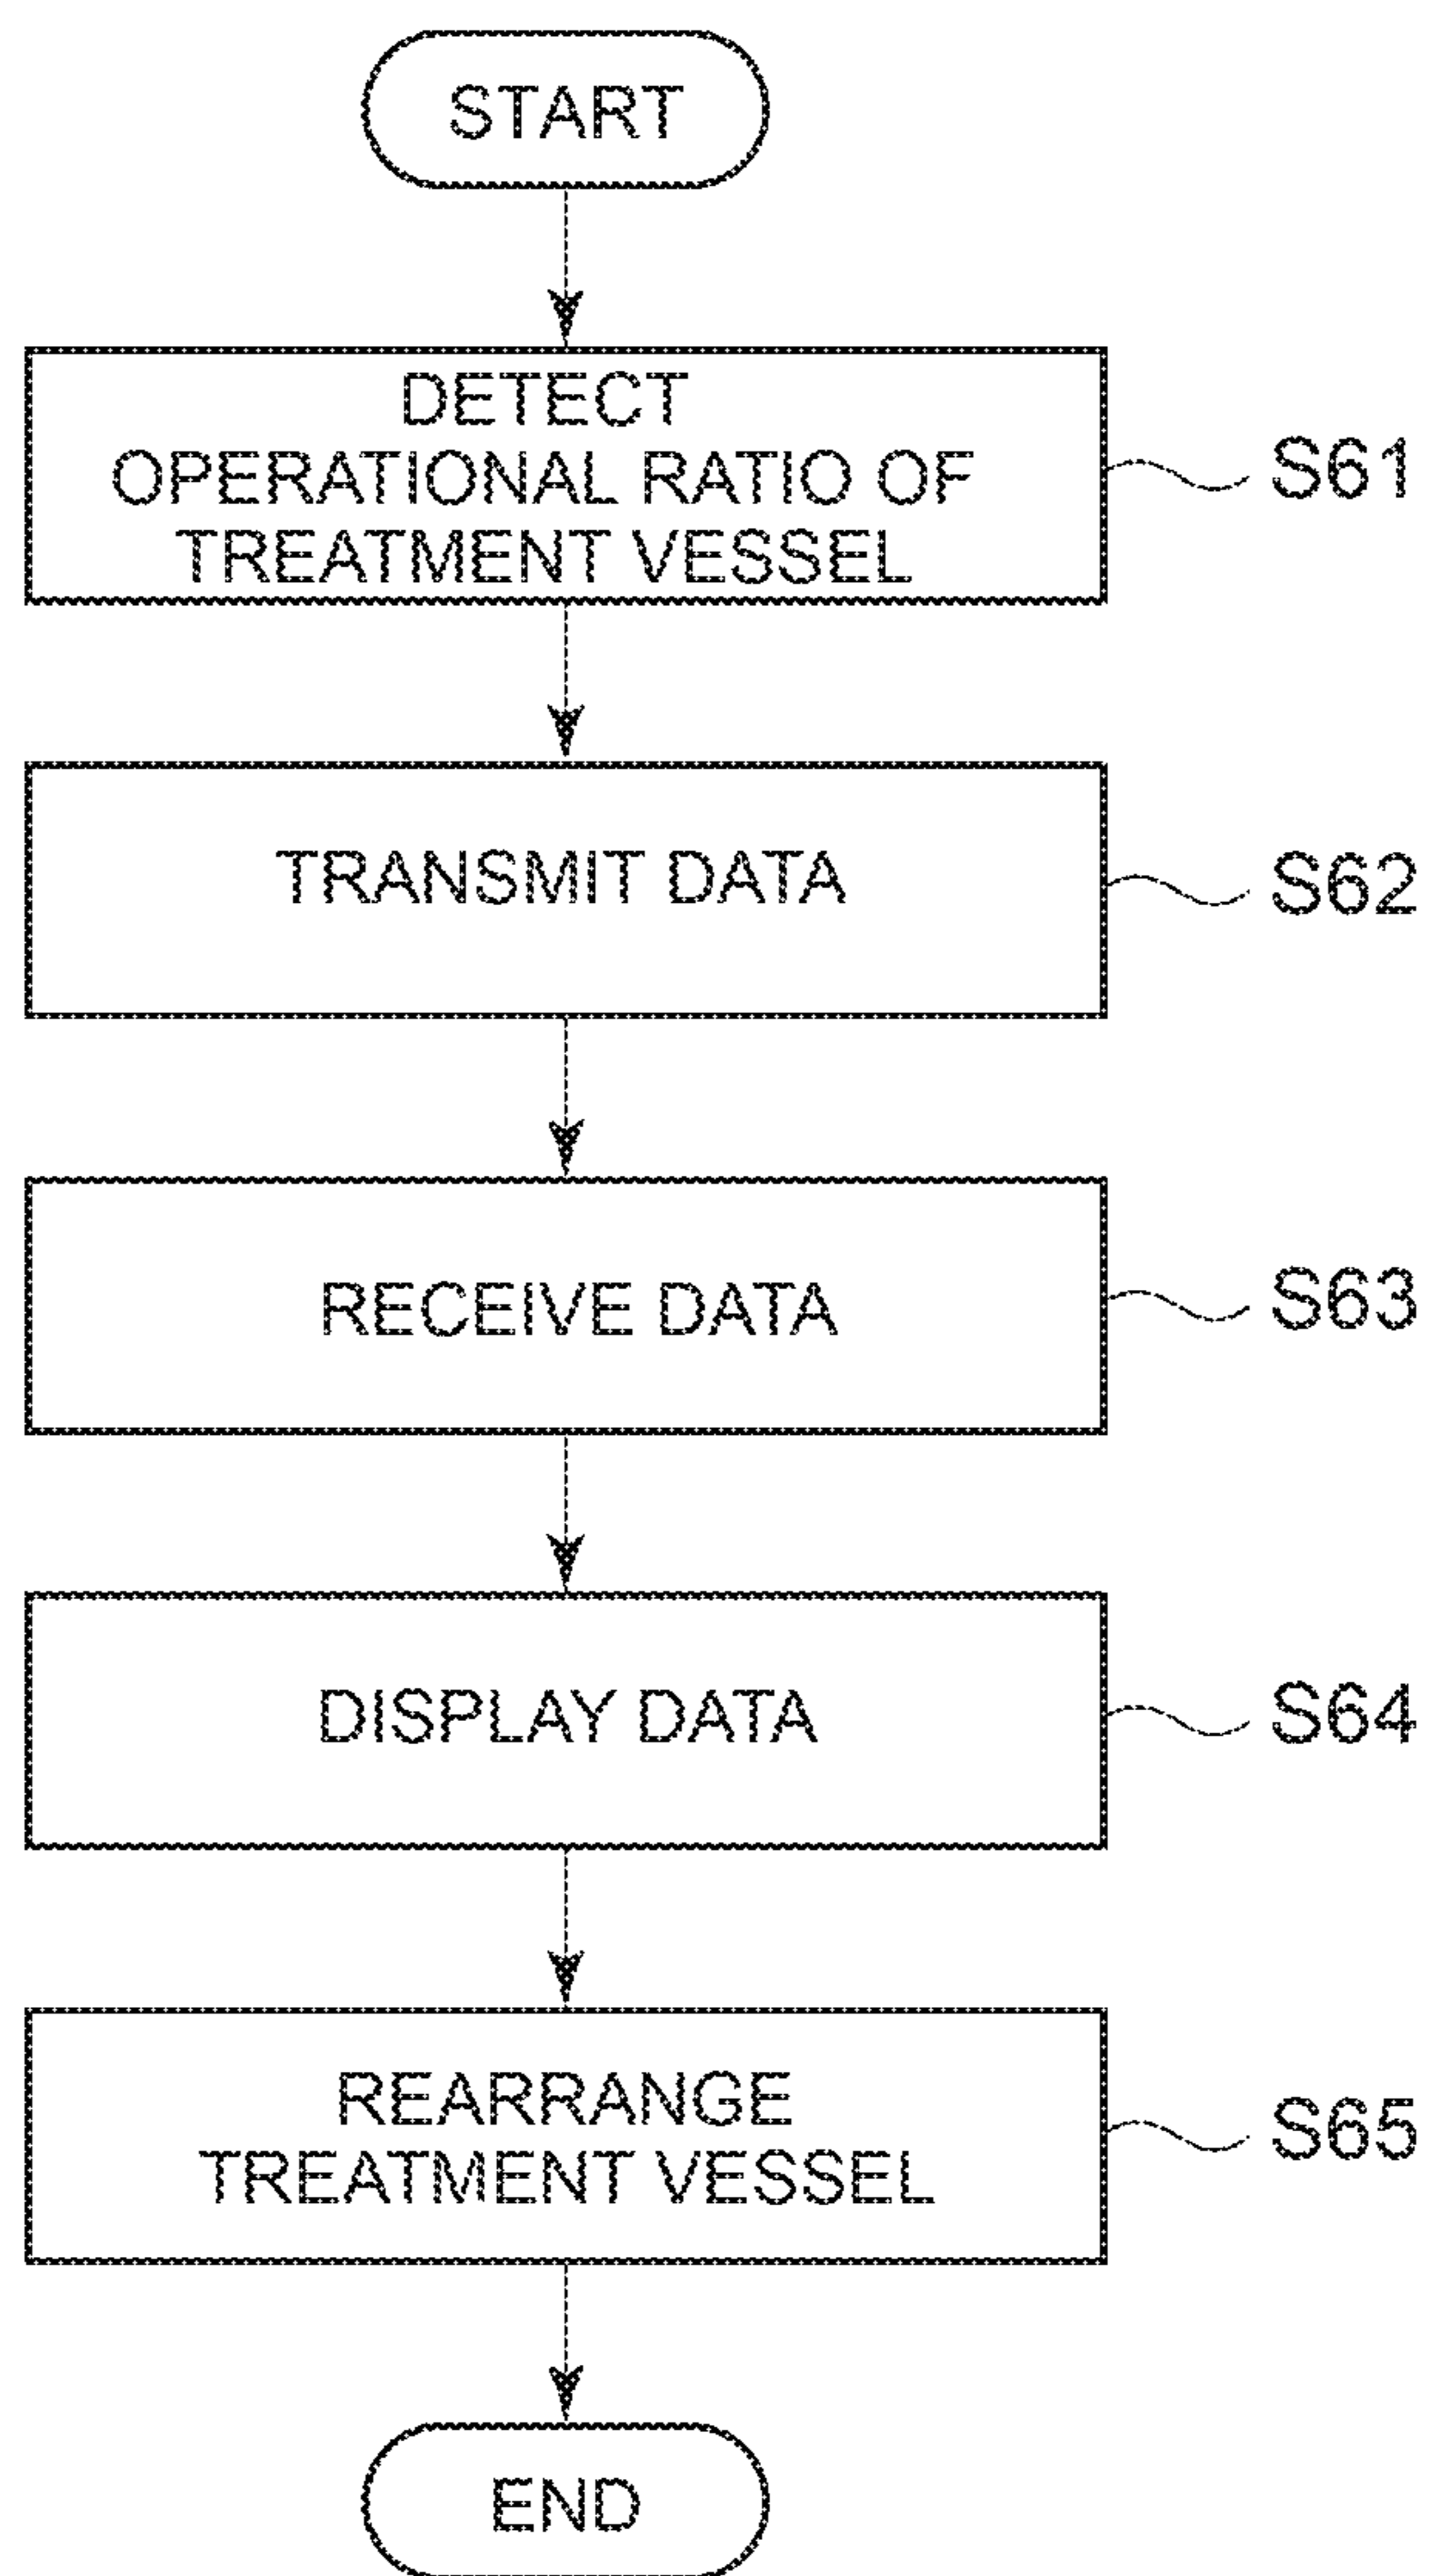 START
DETECT
OPERATIONAL RATIO OF
TREATMENT VESSEL
S61
TRANSMIT DATA
S62
RECEIVE DATA
S63
DISPLAY DATA
S64
REARRANGE
TREATMENT VESSEL
S65
END